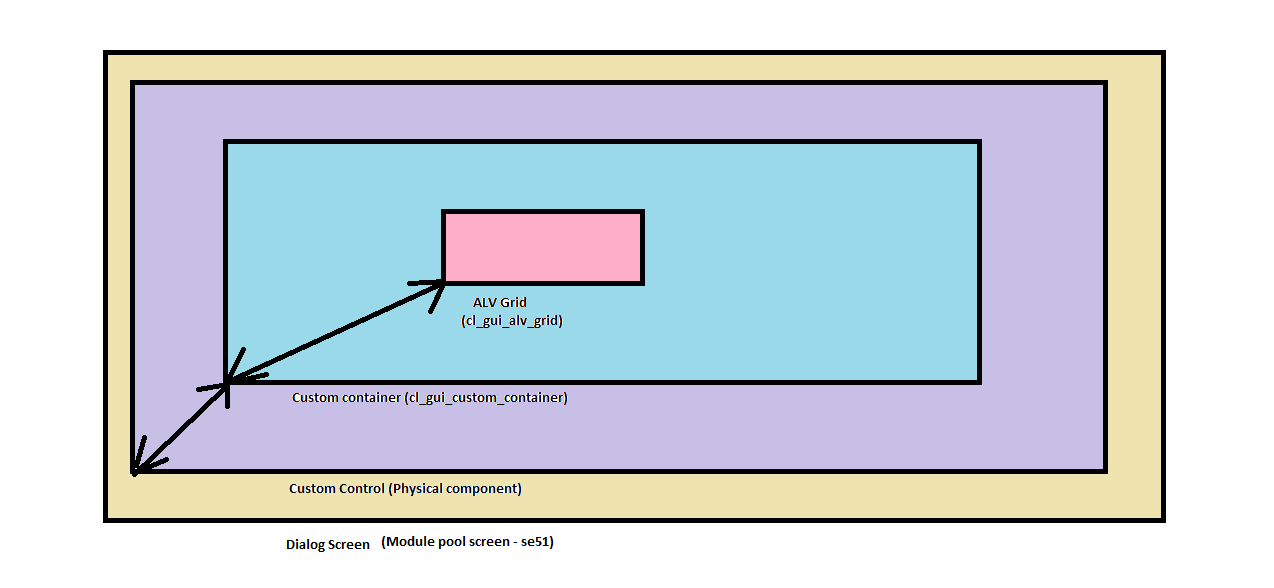 ALV Grid
(cl_gui_alv_grid)
Custom container (cl_gui_custom_container)
Custom Control (Physical component)
Dialog Screen (Module pool screen - se51)